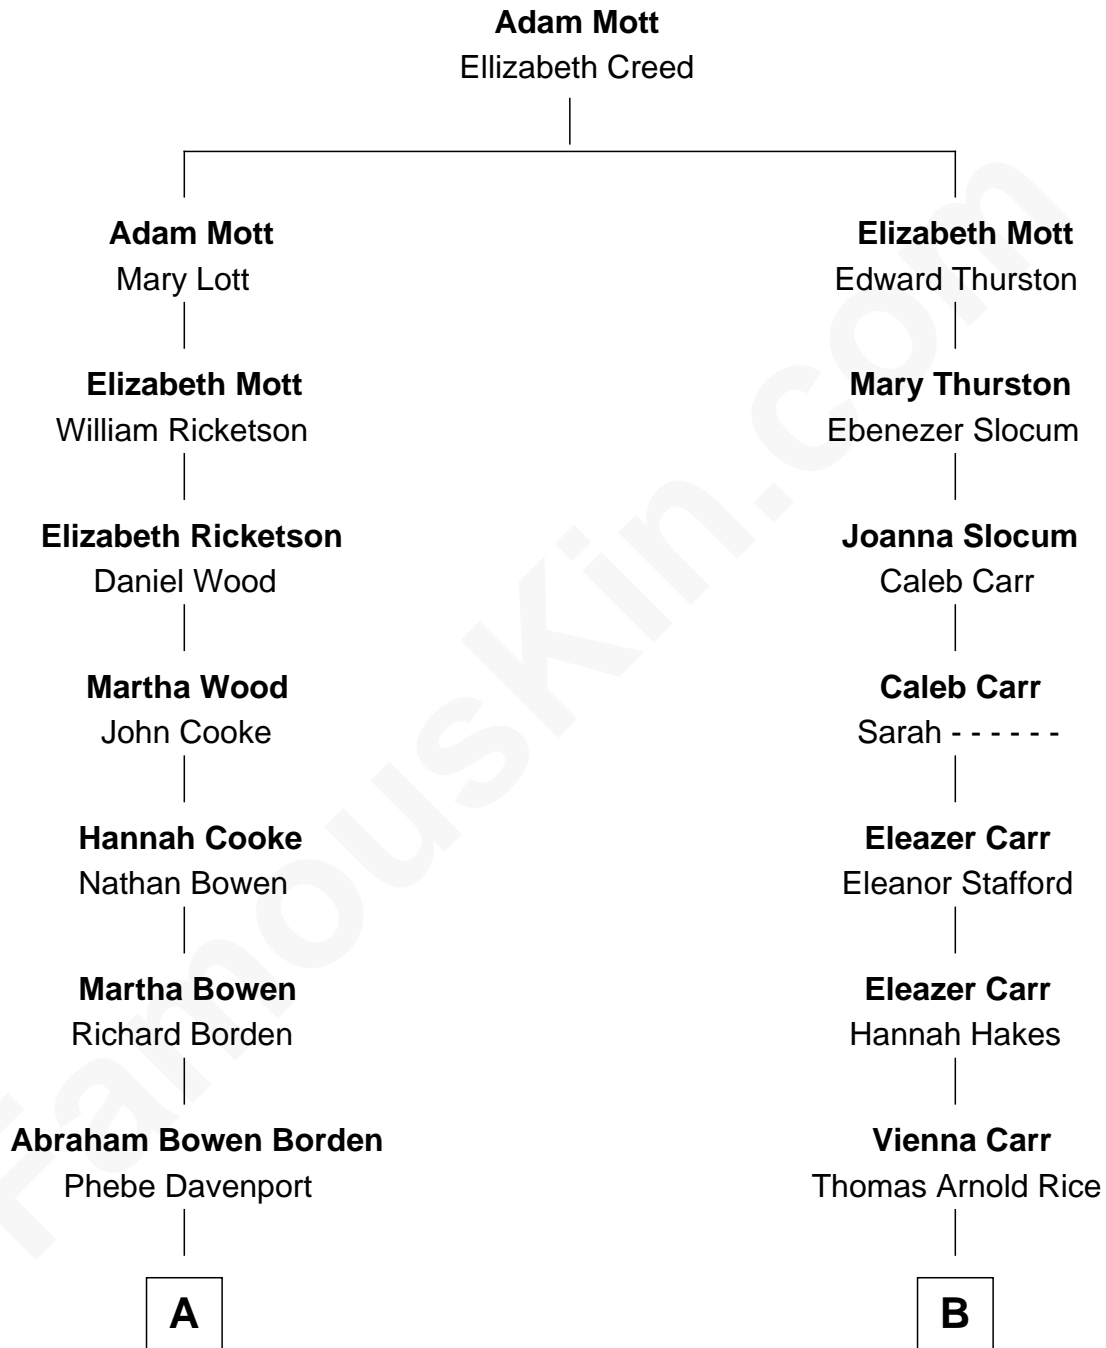 Adam Mott
Ellizabeth Creed
Adam Mott
Mary Lott
Elizabeth Mott
Edward Thurston
Elizabeth Mott
William Ricketson
Mary Thurston
Ebenezer Slocum
Elizabeth Ricketson
Daniel Wood
Joanna Slocum
Caleb Carr
Martha Wood
John Cooke
Caleb Carr
Sarah - - - - - -
Hannah Cooke
Nathan Bowen
Eleazer Carr
Eleanor Stafford
Martha Bowen
Richard Borden
Eleazer Carr
Hannah Hakes
Abraham Bowen Borden
Phebe Davenport
Vienna Carr
Thomas Arnold Rice
A
B
FamousKin.com